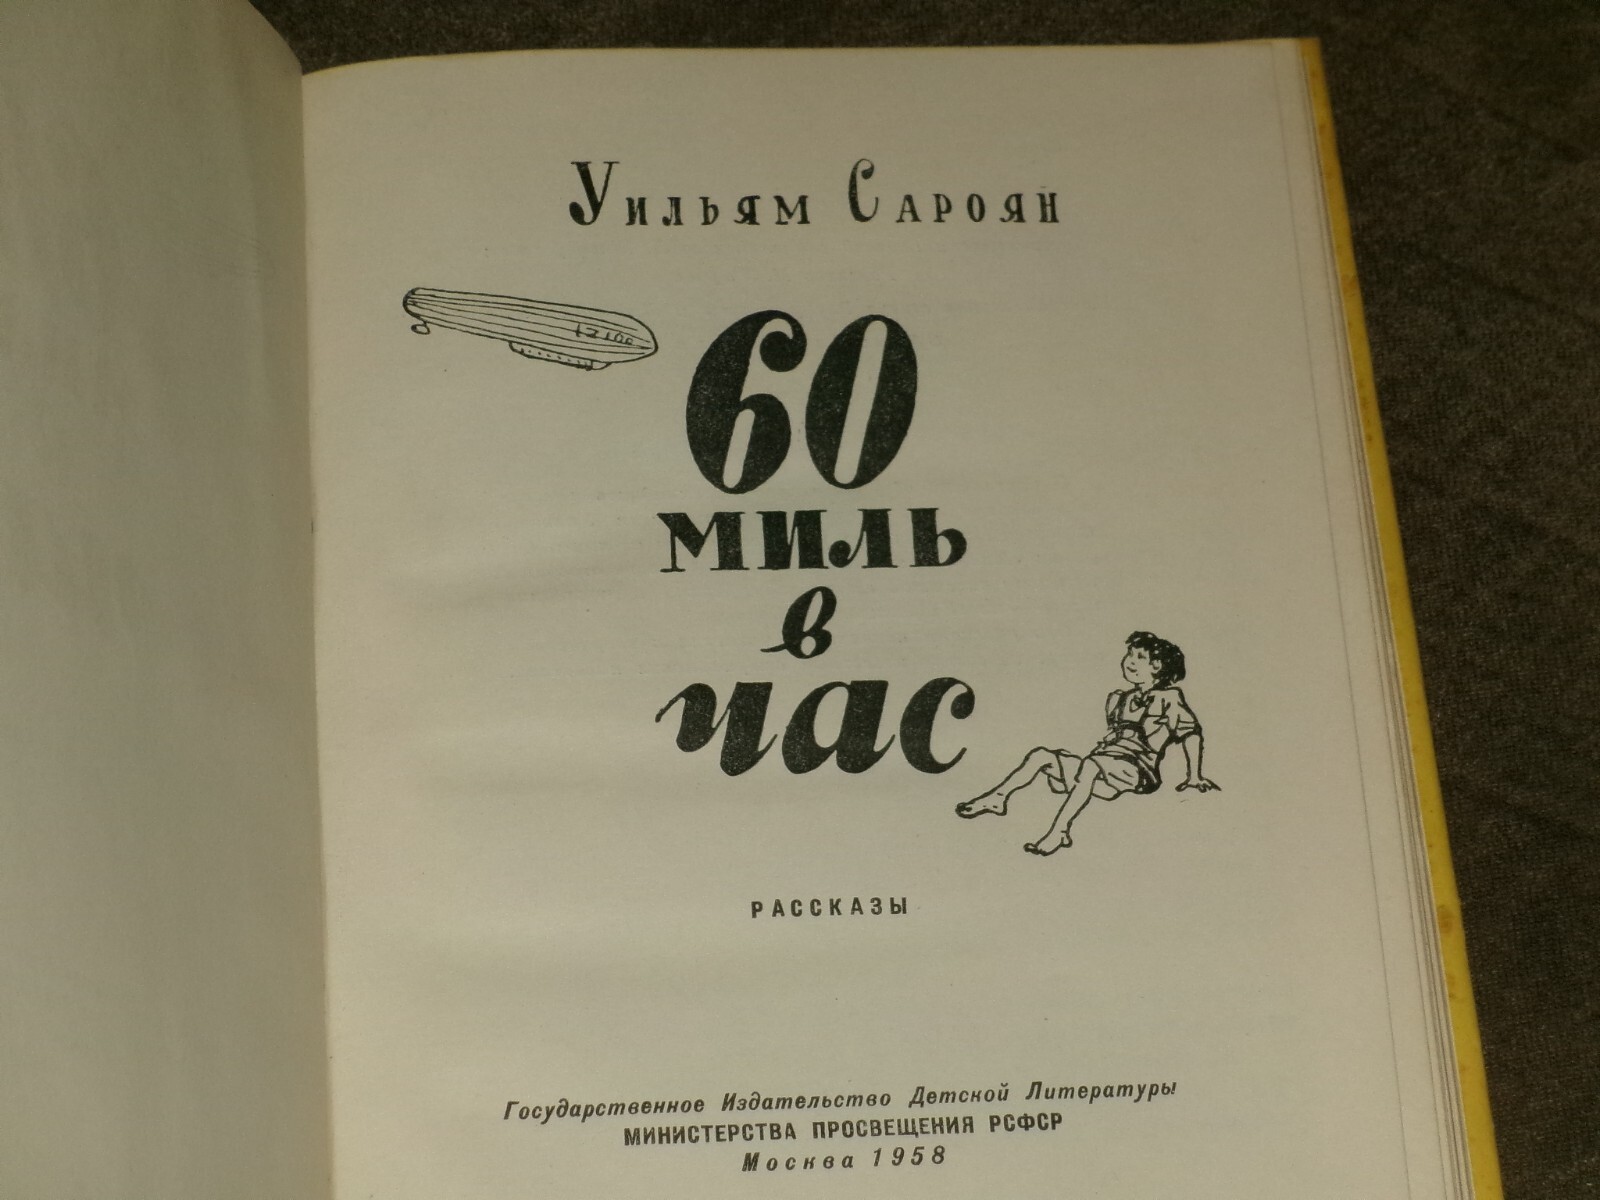 Уильям Сароян
60
миль
в
час
РАССКАЗЫ
Государственное Издательство Детской Литературы
МИНИСТЕРСТВА ПРОСВЕЩЕНИЯ РСФСР
Москва 1958